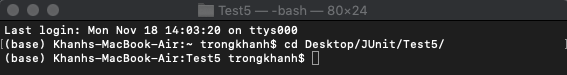 Test5 — -bash — 80×24
Last login: Mon Nov 18 14:03:20 on ttys000
[(base) Khanhs-MacBook-Air:~ trongkhanh$ cd Desktop/JUnit/Test5/ ]
(base) Khanhs-MacBook-Air:Test5 trongkhanh$